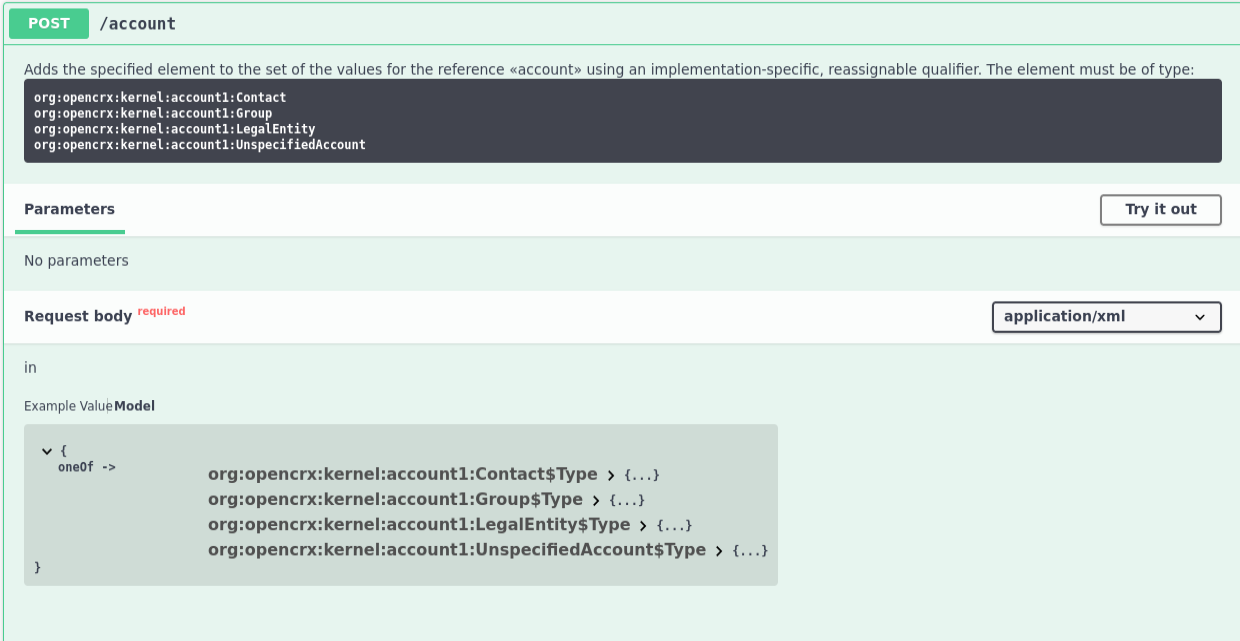 POST /account
Adds the specified element to the set of the values for the reference «account» using an implementation-specific, reassignable qualifier. The element must be of type:
org:opencrx:kernel:account1:Contact
org:opencrx:kernel:account1:Group
org:opencrx:kernel:account1:LegalEntity
org:opencrx:kernel:account1:UnspecifiedAccount
Parameters Try it out
No parameters
Request body required application/xml
in
Example Value Model
{
oneOf ->
org:opencrx:kernel:account1:Contact$Type > {...}
org:opencrx:kernel:account1:Group$Type > {...}
org:opencrx:kernel:account1:LegalEntity$Type > {...}
org:opencrx:kernel:account1:UnspecifiedAccount$Type > {...}
}